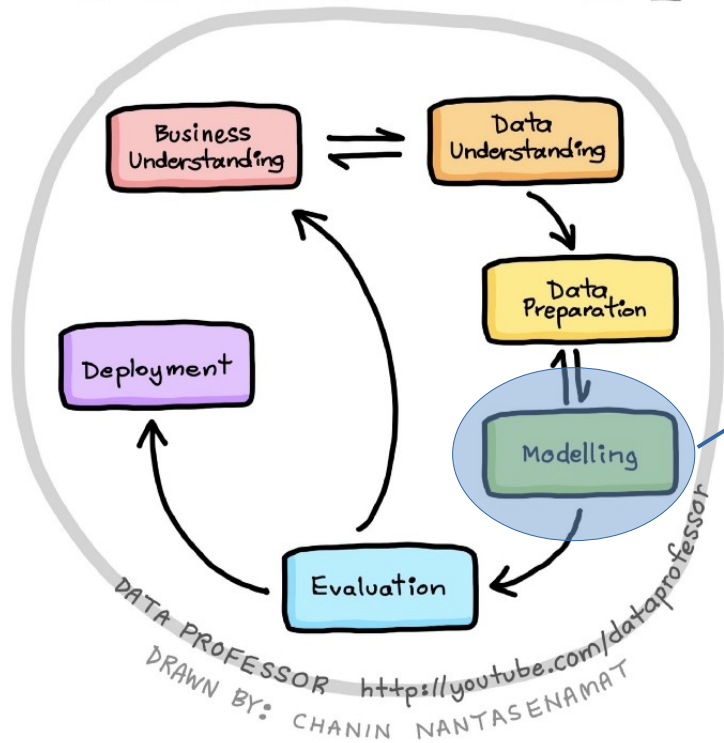 Business
Understanding
Data
Understanding
Data
Preparation
Deployment
Modelling
Evaluation
DATA PROFESSOR http://youtube.com/dataprofessor
DRAWN BY: CHANIN NANTASENAMAT